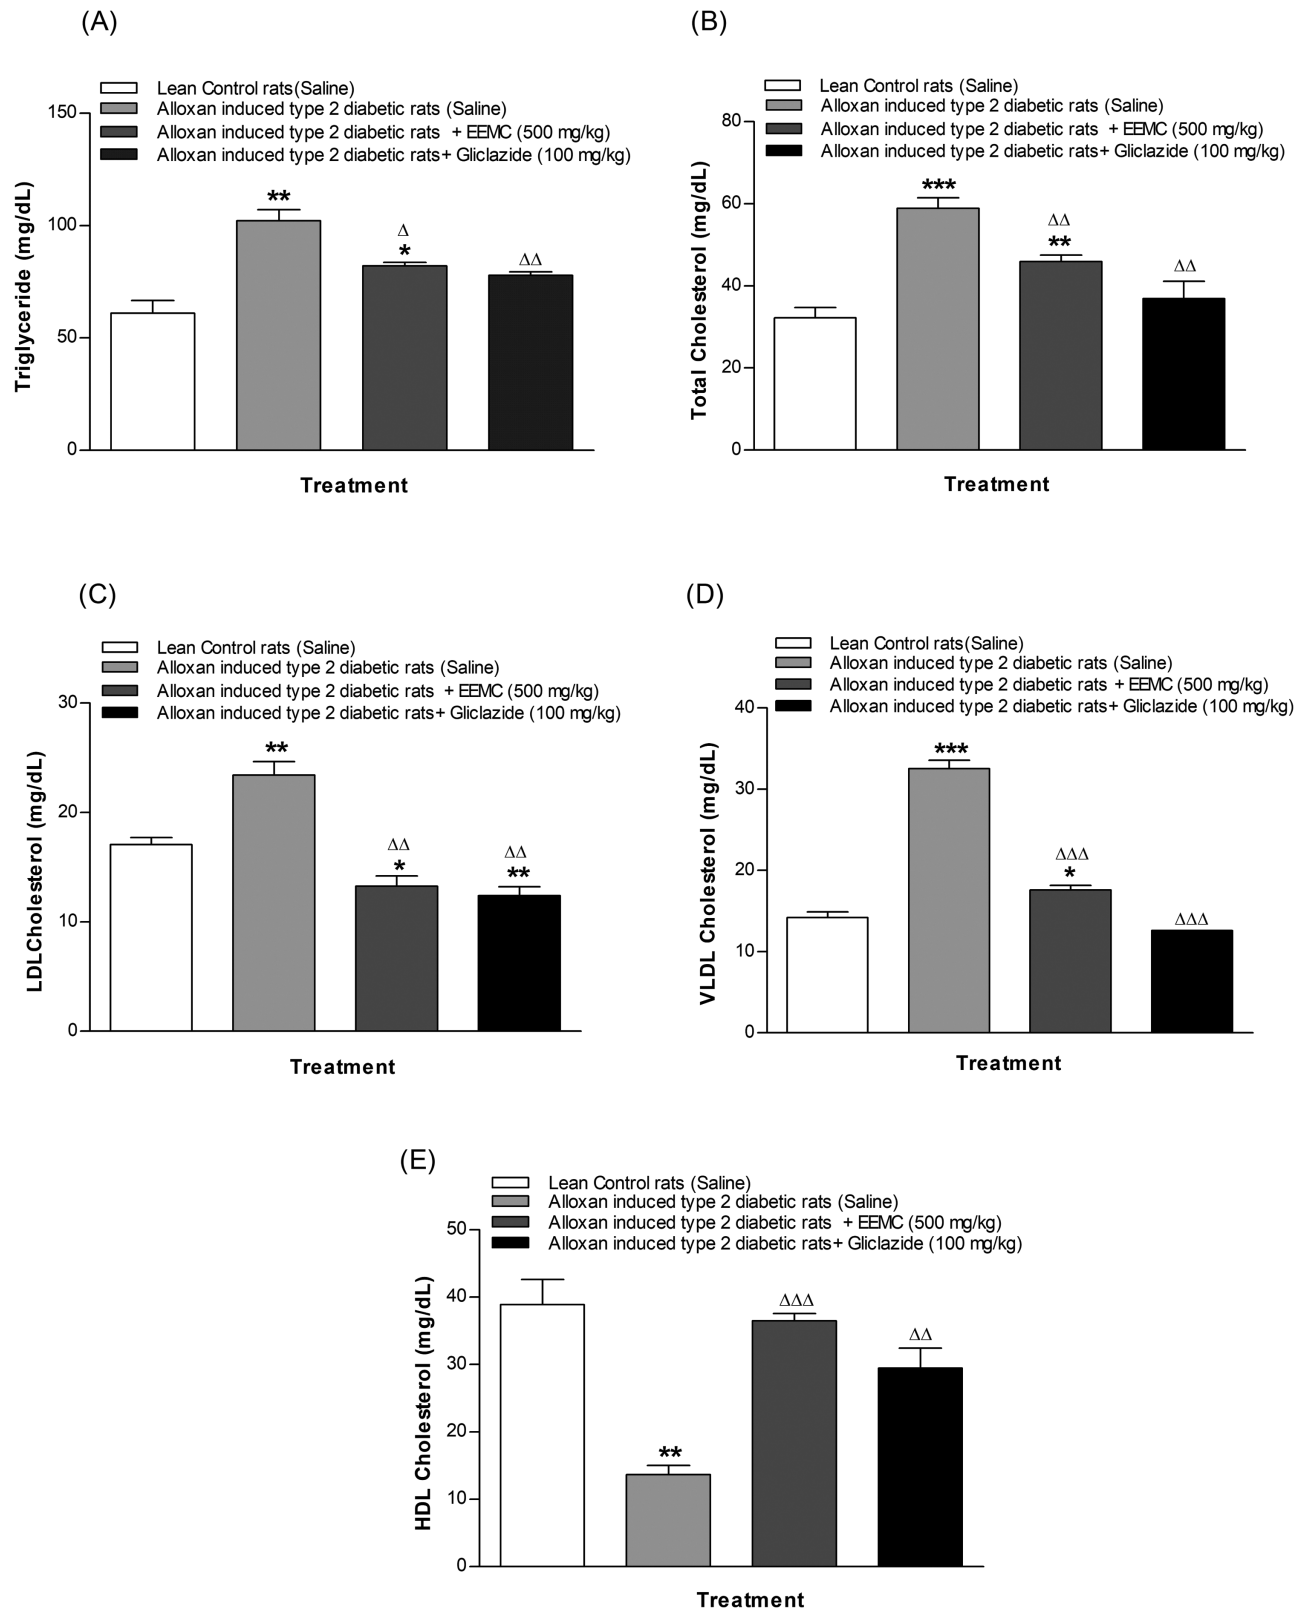 (A)
Lean Control rats(Saline)
Alloxan induced type 2 diabetic rats (Saline)
Alloxan induced type 2 diabetic rats + EEMC (500 mg/kg)
Alloxan induced type 2 diabetic rats+ Gliclazide (100 mg/kg)
Triglyceride (mg/dL)
150
100
50
0
**
Δ
*
ΔΔ
Treatment
(B)
Lean Control rats (Saline)
Alloxan induced type 2 diabetic rats (Saline)
Alloxan induced type 2 diabetic rats + EEMC (500 mg/kg)
Alloxan induced type 2 diabetic rats+ Gliclazide (100 mg/kg)
Total Cholesterol (mg/dL)
80
60
40
20
0
***
ΔΔ
**
ΔΔ
Treatment
(C)
Lean Control rats (Saline)
Alloxan induced type 2 diabetic rats (Saline)
Alloxan induced type 2 diabetic rats + EEMC (500 mg/kg)
Alloxan induced type 2 diabetic rats+ Gliclazide (100 mg/kg)
LDLCholesterol (mg/dL)
30
20
10
0
**
ΔΔ
*
ΔΔ
**
Treatment
(D)
Lean Control rats(Saline)
Alloxan induced type 2 diabetic rats (Saline)
Alloxan induced type 2 diabetic rats + EEMC (500 mg/kg)
Alloxan induced type 2 diabetic rats+ Gliclazide (100 mg/kg)
VLDL Cholesterol (mg/dL)
40
30
20
10
0
***
ΔΔΔ
*
ΔΔΔ
Treatment
(E)
Lean Control rats (Saline)
Alloxan induced type 2 diabetic rats (Saline)
Alloxan induced type 2 diabetic rats + EEMC (500 mg/kg)
Alloxan induced type 2 diabetic rats+ Gliclazide (100 mg/kg)
HDL Cholesterol (mg/dL)
50
40
30
20
10
0
**
ΔΔΔ
ΔΔ
Treatment